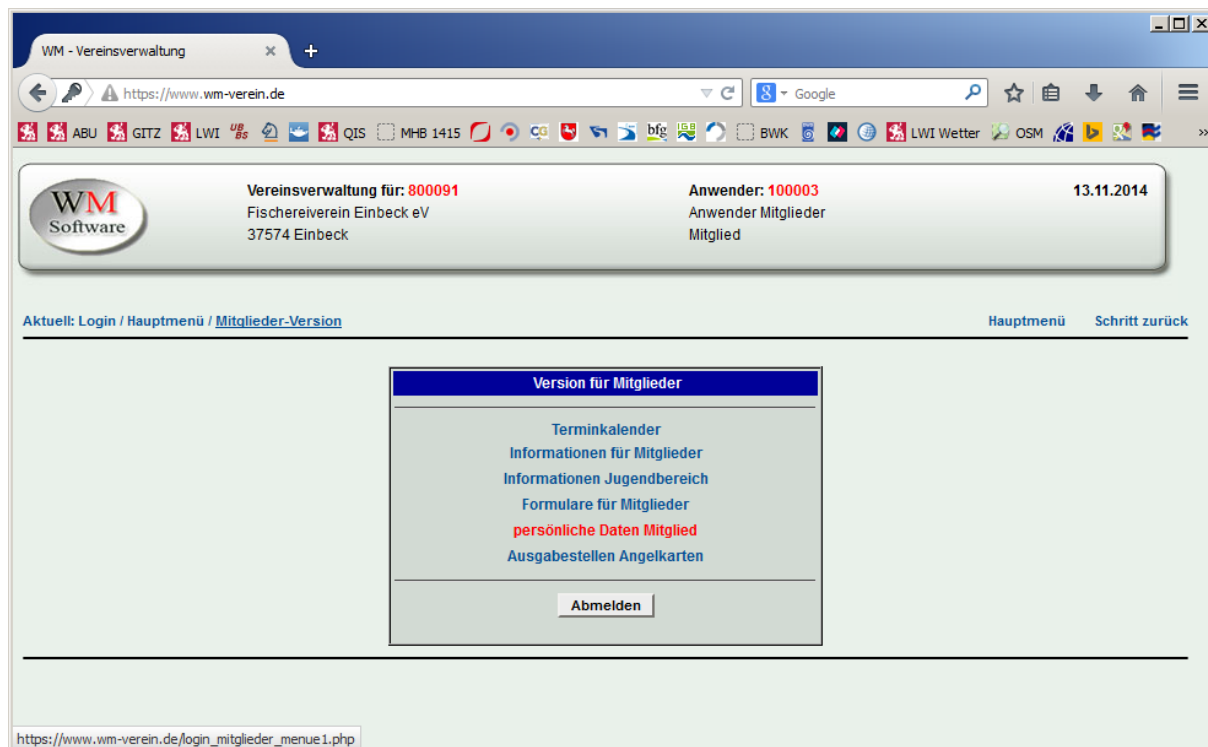 WM - Vereinsverwaltung
https://www.wm-verein.de
Google
ABU GITZ LWI UB/BS QIS MHB 1415 CG bfg BWK LWI Wetter OSM »
WM Software
Vereinsverwaltung für: 800091 Anwender: 100003 13.11.2014
Fischereiverein Einbeck eV Anwender Mitglieder
37574 Einbeck Mitglied
Aktuell: Login / Hauptmenü / Mitglieder-Version Hauptmenü Schritt zurück
Version für Mitglieder
Terminkalender
Informationen für Mitglieder
Informationen Jugendbereich
Formulare für Mitglieder
persönliche Daten Mitglied
Ausgabestellen Angelkarten
Abmelden
https://www.wm-verein.de/login_mitglieder_menue1.php